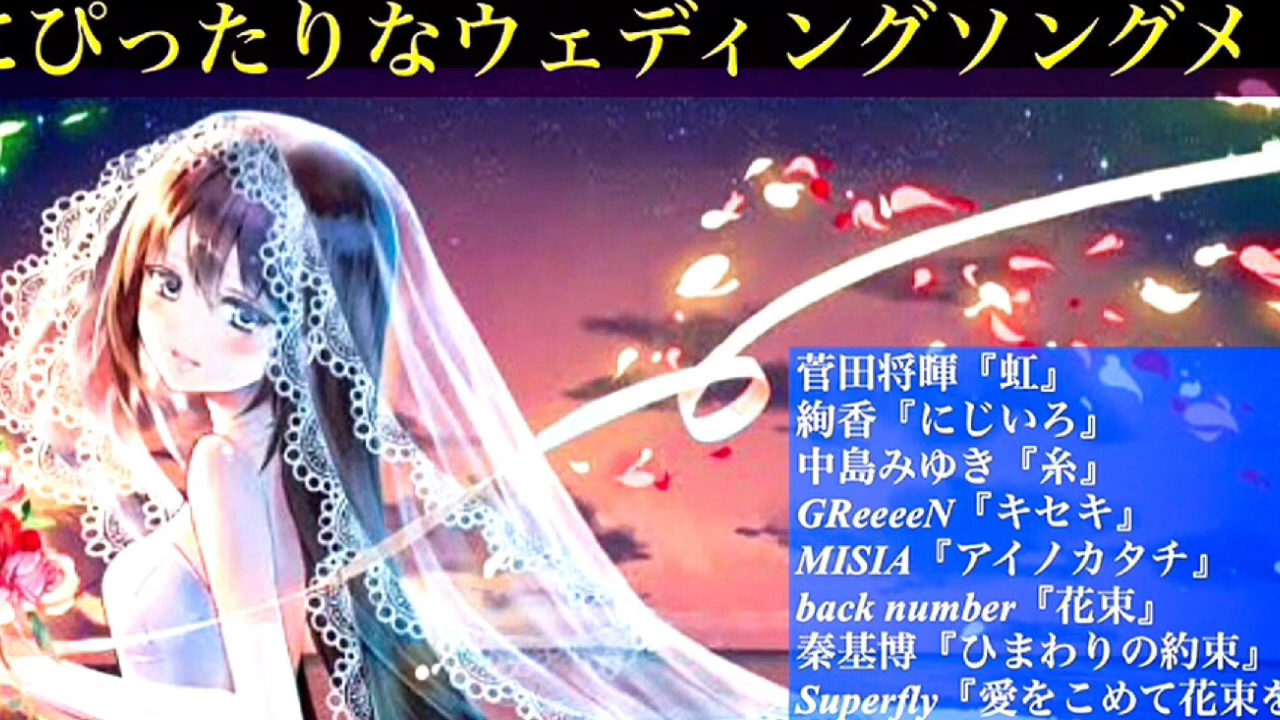 にぴったりなウェディングソングメ
菅田将暉『虹』
絢香『にじいろ』
中島みゆき『糸』
GReeeeN『キセキ』
MISIA『アイノカタチ』
back number『花束』
秦基博『ひまわりの約束』
Superfly『愛をこめて花束を